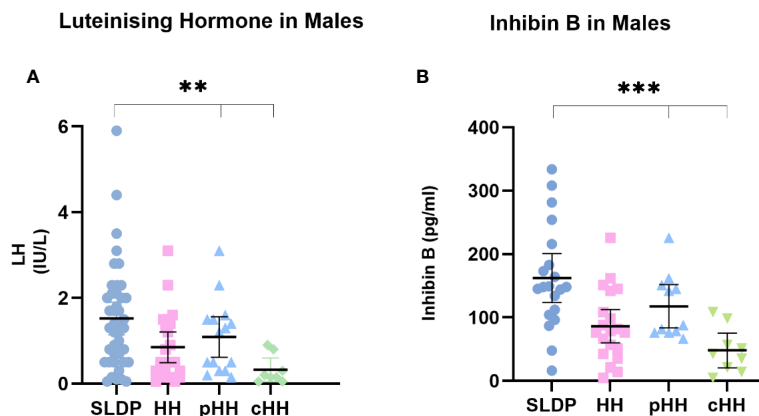 Luteinising Hormone in Males
Inhibin B in Males
A
**
6
4
2
0
LH
(IU/L)
SLDP HH pHH cHH
B
***
400
300
200
100
0
Inhibin B (pg/ml)
SLDP HH pHH cHH